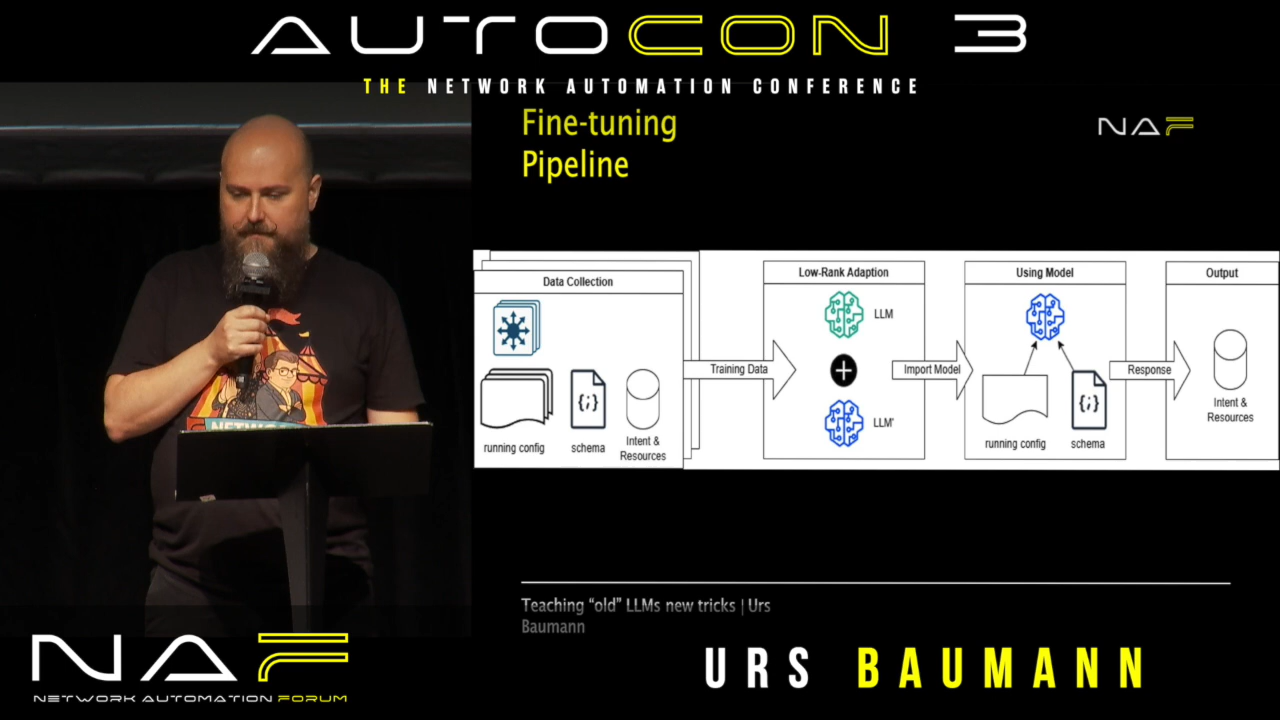 AUTOCON 3
THE NETWORK AUTOMATION CONFERENCE
Fine-tuning
Pipeline
NAF
Data Collection
running config
schema
Intent &
Resources
Training Data
Low-Rank Adaption
LLM
LLM'
Import Model
Using Model
running config
schema
Response
Output
Intent &
Resources
Teaching “old” LLMs new tricks | Urs
Baumann
NAF
NETWORK AUTOMATION FORUM
URS BAUMANN